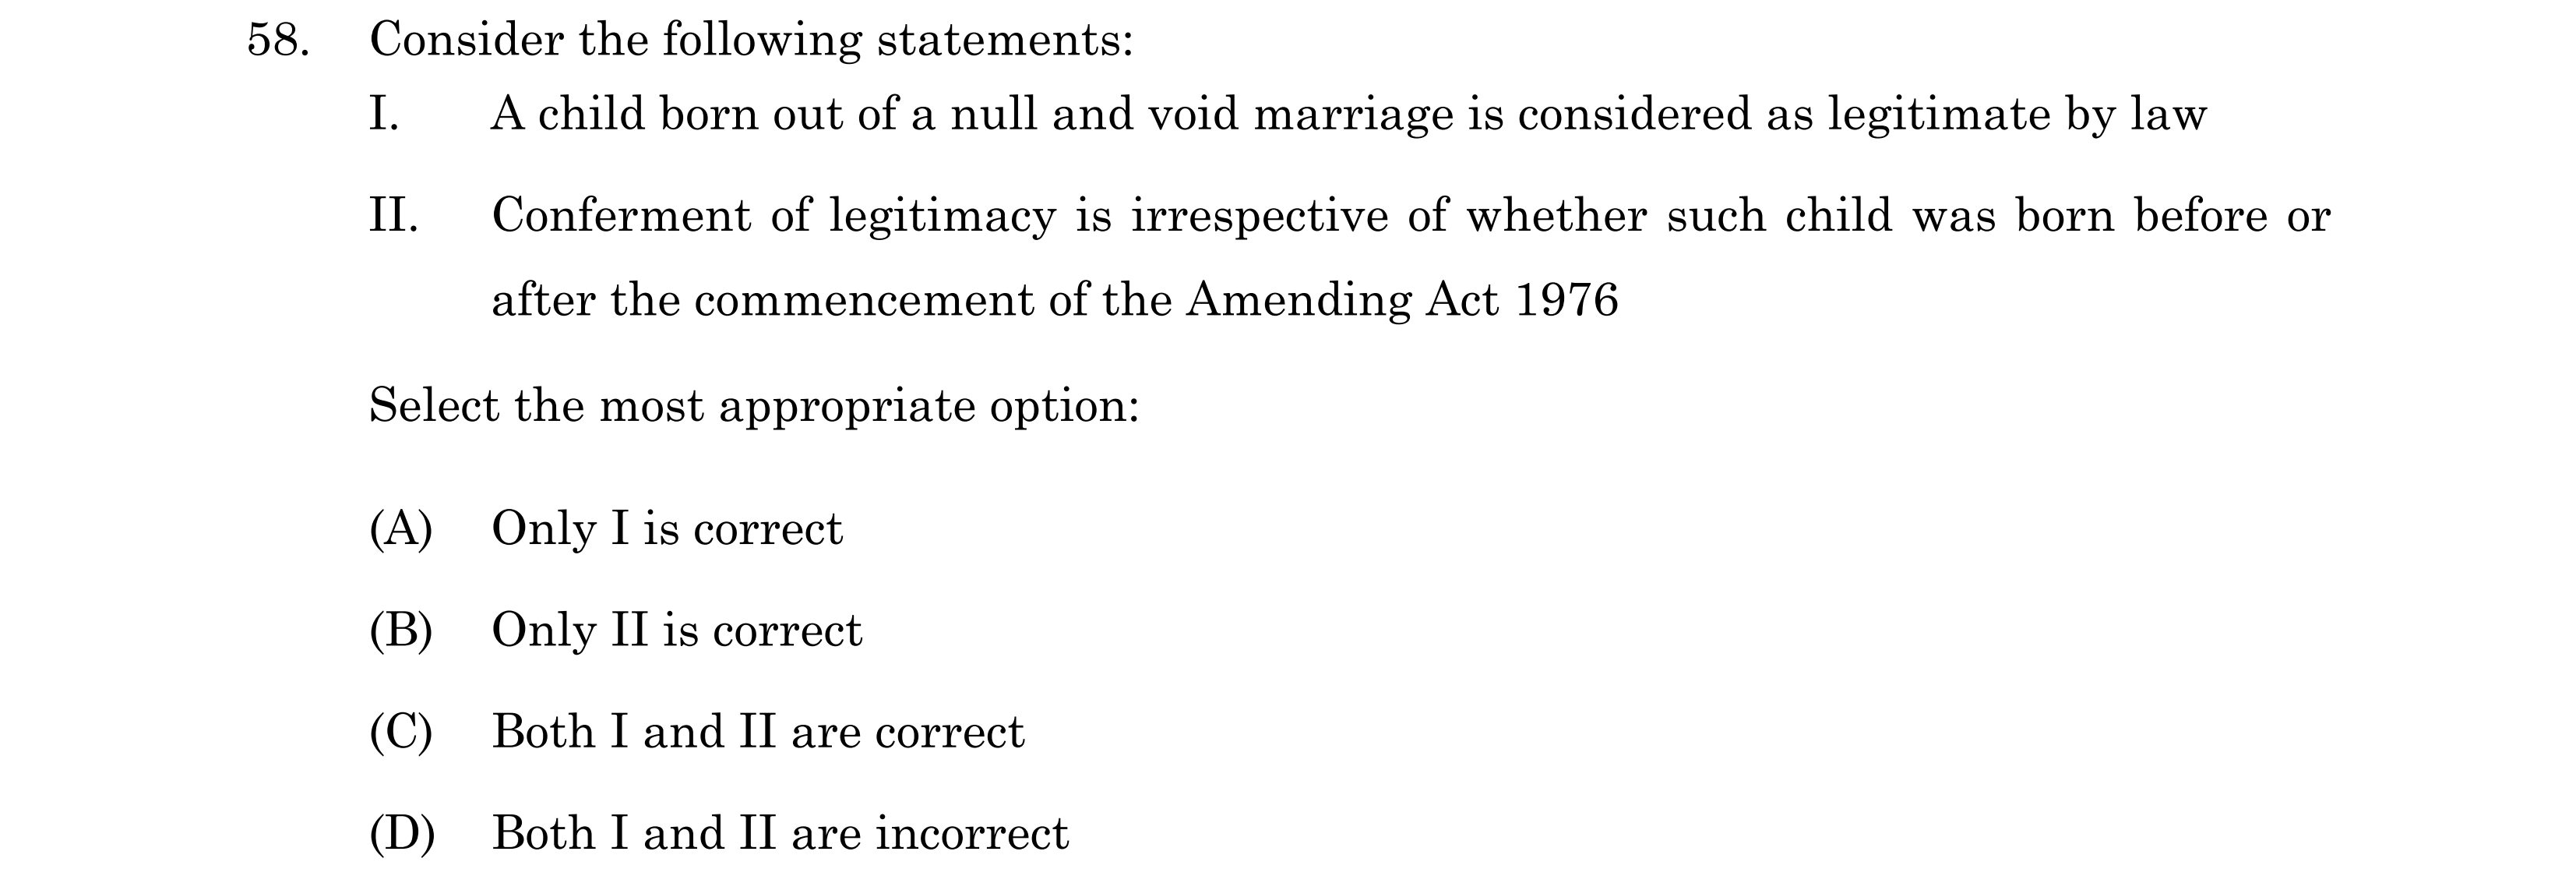 58. Consider the following statements:
I. A child born out of a null and void marriage is considered as legitimate by law
II. Conferment of legitimacy is irrespective of whether such child was born before or
after the commencement of the Amending Act 1976
Select the most appropriate option:
(A) Only I is correct
(B) Only II is correct
(C) Both I and II are correct
(D) Both I and II are incorrect